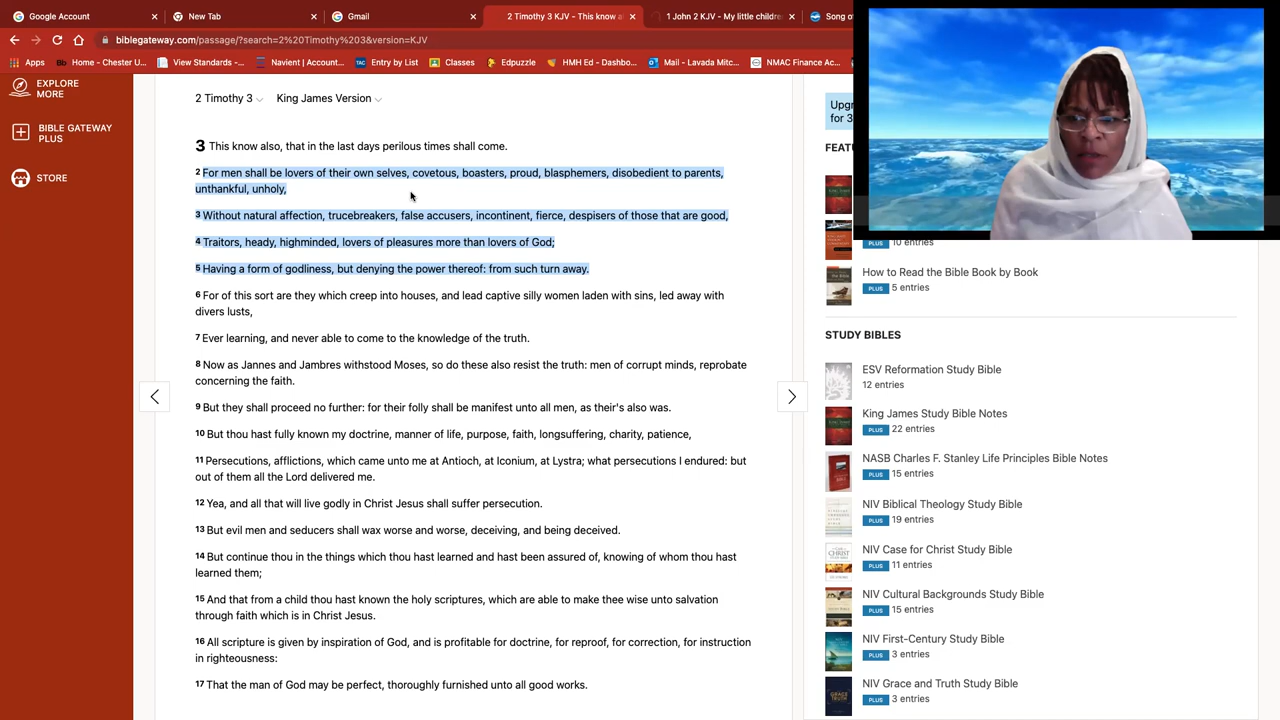 Google Account
New Tab
Gmail
2 Timothy 3 KJV - This know a
1 John 2 KJV - My little childre
Song of
biblegateway.com/passage/?search=2%20Timothy%203&version=KJV
Apps
Home - Chester U...
View Standards -...
Navient | Account...
Entry by List
Classes
Edpuzzle
HMH Ed - Dashbo...
Mail - Lavada Mitc...
NMAC Finance Ac...
EXPLORE
MORE
BIBLE GATEWAY
PLUS
STORE
2 Timothy 3
King James Version
3 This know also, that in the last days perilous times shall come.
2 For men shall be lovers of their own selves, covetous, boasters, proud, blasphemers, disobedient to parents,
unthankful, unholy,
3 Without natural affection, trucebreakers, false accusers, incontinent, fierce, despisers of those that are good,
4 Traitors, heady, highminded, lovers of pleasures more than lovers of God;
5 Having a form of godliness, but denying the power thereof: from such turn away.
6 For of this sort are they which creep into houses, and lead captive silly women laden with sins, led away with
divers lusts,
7 Ever learning, and never able to come to the knowledge of the truth.
8 Now as Jannes and Jambres withstood Moses, so do these also resist the truth: men of corrupt minds, reprobate
concerning the faith.
9 But they shall proceed no further: for their folly shall be manifest unto all men, as their's also was.
10 But thou hast fully known my doctrine, manner of life, purpose, faith, longsuffering, charity, patience,
11 Persecutions, afflictions, which came unto me at Antioch, at Iconium, at Lystra; what persecutions I endured: but
out of them all the Lord delivered me.
12 Yea, and all that will live godly in Christ Jesus shall suffer persecution.
13 But evil men and seducers shall wax worse and worse, deceiving, and being deceived.
14 But continue thou in the things which thou hast learned and hast been assured of, knowing of whom thou hast
learned them;
15 And that from a child thou hast known the holy scriptures, which are able to make thee wise unto salvation
through faith which is in Christ Jesus.
16 All scripture is given by inspiration of God, and is profitable for doctrine, for reproof, for correction, for instruction
in righteousness:
17 That the man of God may be perfect, thoroughly furnished unto all good works.
Upg
for 3
FEA
PLUS 10 entries
How to Read the Bible Book by Book
PLUS 5 entries
STUDY BIBLES
ESV Reformation Study Bible
12 entries
King James Study Bible Notes
PLUS 22 entries
NASB Charles F. Stanley Life Principles Bible Notes
PLUS 15 entries
NIV Biblical Theology Study Bible
PLUS 19 entries
NIV Case for Christ Study Bible
PLUS 11 entries
NIV Cultural Backgrounds Study Bible
PLUS 15 entries
NIV First-Century Study Bible
PLUS 3 entries
NIV Grace and Truth Study Bible
PLUS 3 entries